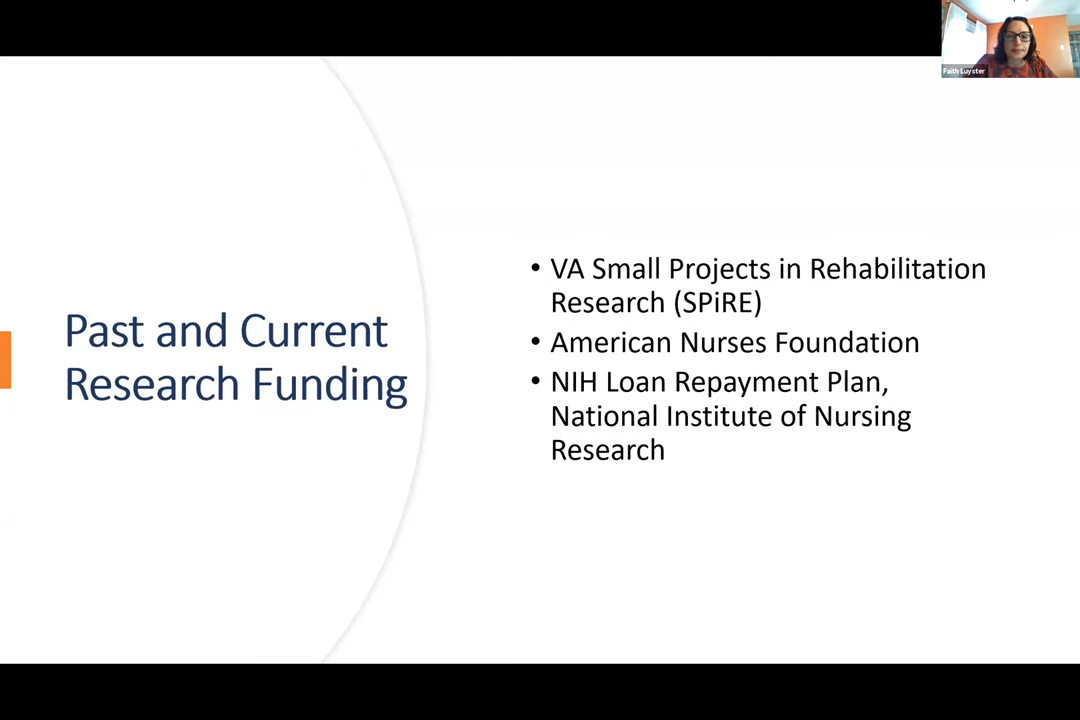 Faith Luyster
Past and Current
Research Funding
• VA Small Projects in Rehabilitation
Research (SPiRE)
• American Nurses Foundation
• NIH Loan Repayment Plan,
National Institute of Nursing
Research